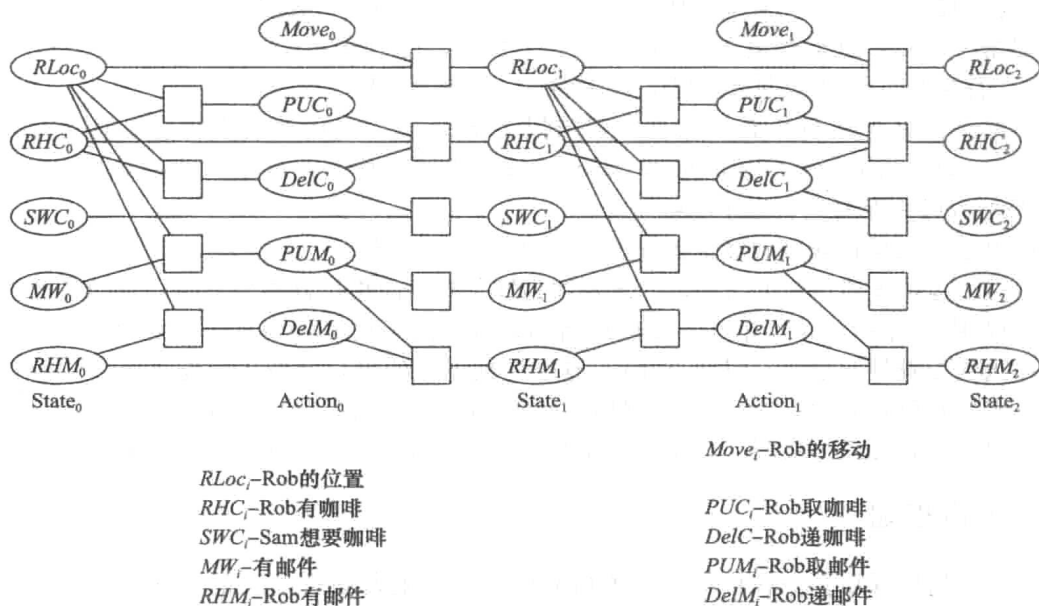 Move₀
Move₁
RLoc₀
RLoc₁
RLoc₂
PUC₀
PUC₁
RHC₀
RHC₁
RHC₂
DelC₀
DelC₁
SWC₀
SWC₁
SWC₂
PUM₀
PUM₁
MW₀
MW₁
MW₂
DelM₀
DelM₁
RHM₀
RHM₁
RHM₂
State₀ Action₀ State₁ Action₁ State₂
Moveᵢ–Rob的移动
RLocᵢ–Rob的位置
RHCᵢ–Rob有咖啡
PUCᵢ–Rob取咖啡
SWCᵢ–Sam想要咖啡
DelC–Rob递咖啡
MWᵢ–有邮件
PUMᵢ–Rob取邮件
RHMᵢ–Rob有邮件
DelMᵢ–Rob递邮件